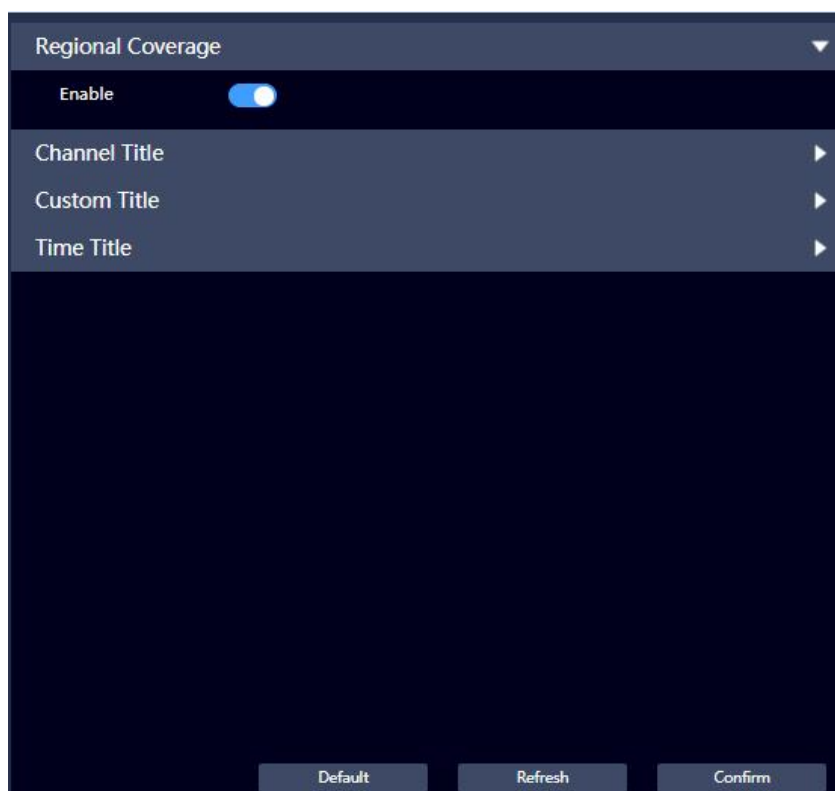 Regional Coverage
Enable
Channel Title
Custom Title
Time Title
Default Refresh Confirm